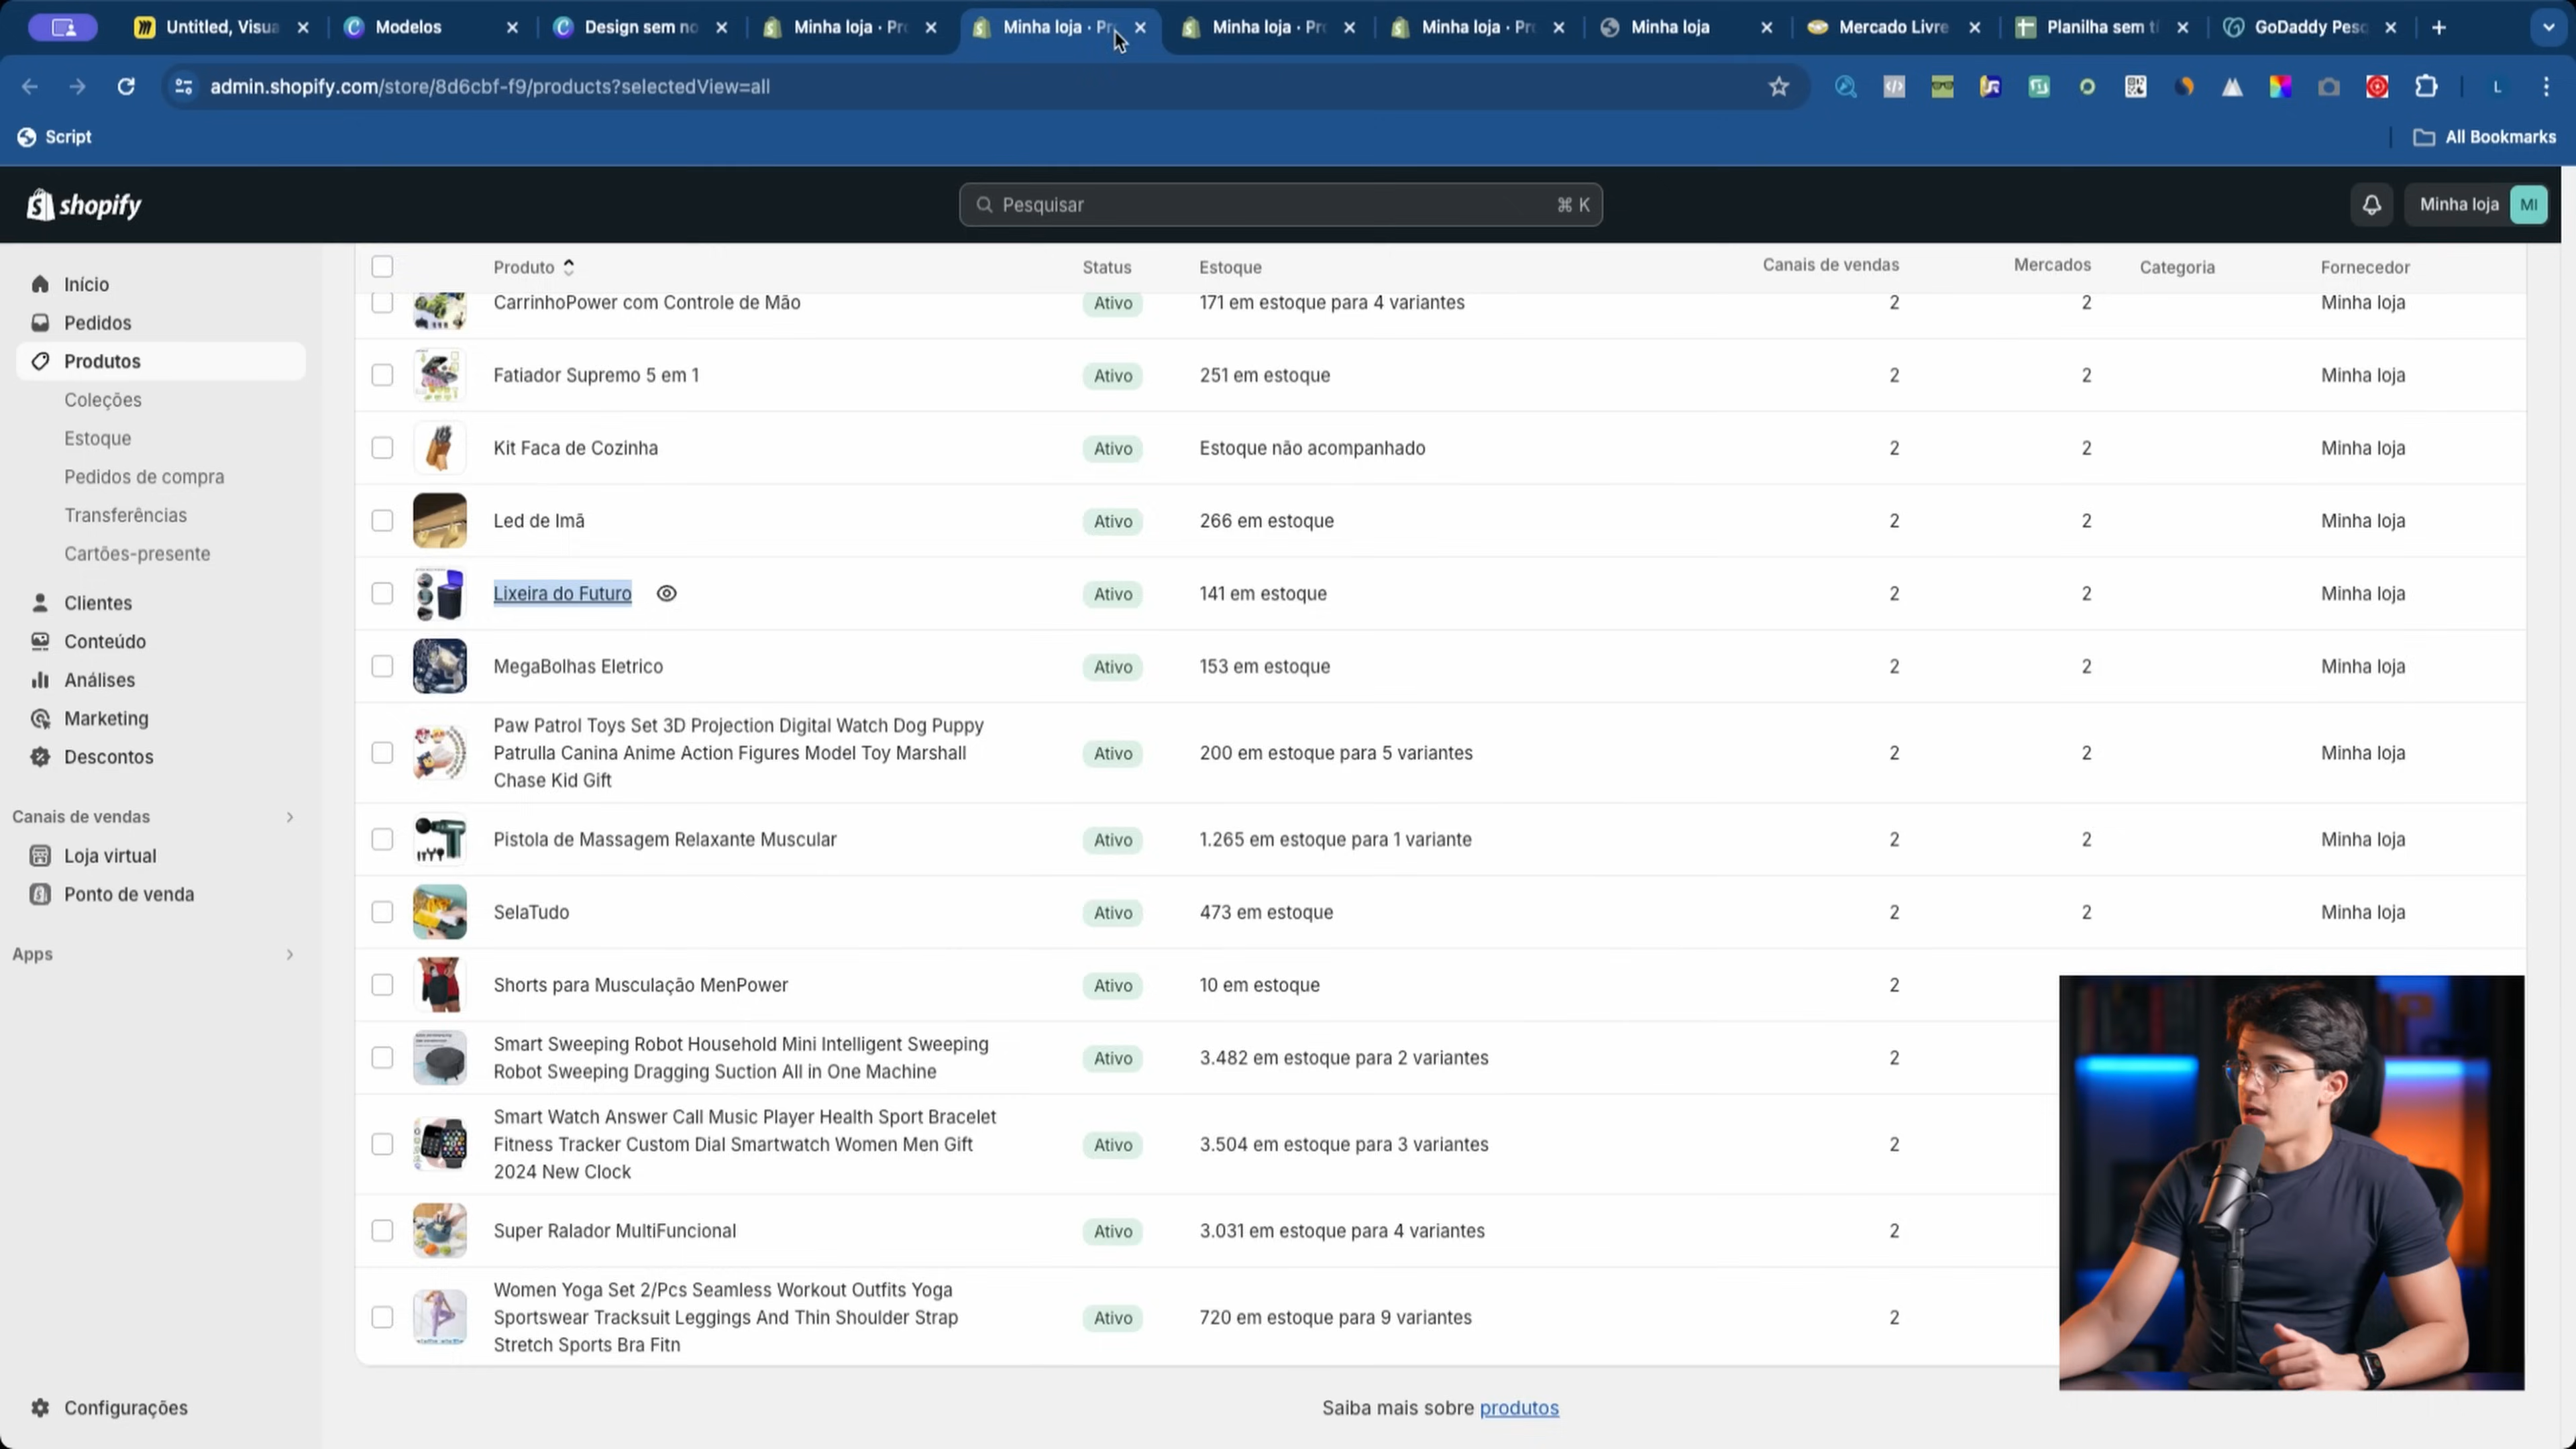 Untitled, Visua
Modelos
Design sem no
Minha loja · Pr
Minha loja · Pr
Minha loja · Pr
Minha loja · Pr
Minha loja
Mercado Livre
Planilha sem tí
GoDaddy Pesq
admin.shopify.com/store/8d6cbf-f9/products?selectedView=all
L
Script
All Bookmarks
shopify
Pesquisar
⌘ K
Minha loja
MI
Início
Pedidos
Produtos
Coleções
Estoque
Pedidos de compra
Transferências
Cartões-presente
Clientes
Conteúdo
Análises
Marketing
Descontos
Canais de vendas
Loja virtual
Ponto de venda
Apps
Configurações
Produto Status Estoque Canais de vendas Mercados Categoria Fornecedor
CarrinhoPower com Controle de Mão Ativo 171 em estoque para 4 variantes 2 2 Minha loja
Fatiador Supremo 5 em 1 Ativo 251 em estoque 2 2 Minha loja
Kit Faca de Cozinha Ativo Estoque não acompanhado 2 2 Minha loja
Led de Imã Ativo 266 em estoque 2 2 Minha loja
Lixeira do Futuro Ativo 141 em estoque 2 2 Minha loja
MegaBolhas Eletrico Ativo 153 em estoque 2 2 Minha loja
Paw Patrol Toys Set 3D Projection Digital Watch Dog Puppy
Patrulla Canina Anime Action Figures Model Toy Marshall Ativo 200 em estoque para 5 variantes 2 2 Minha loja
Chase Kid Gift
Pistola de Massagem Relaxante Muscular Ativo 1.265 em estoque para 1 variante 2 2 Minha loja
SelaTudo Ativo 473 em estoque 2 2 Minha loja
Shorts para Musculação MenPower Ativo 10 em estoque 2
Smart Sweeping Robot Household Mini Intelligent Sweeping
Robot Sweeping Dragging Suction All in One Machine Ativo 3.482 em estoque para 2 variantes 2
Smart Watch Answer Call Music Player Health Sport Bracelet
Fitness Tracker Custom Dial Smartwatch Women Men Gift Ativo 3.504 em estoque para 3 variantes 2
2024 New Clock
Super Ralador MultiFuncional Ativo 3.031 em estoque para 4 variantes 2
Women Yoga Set 2/Pcs Seamless Workout Outfits Yoga
Sportswear Tracksuit Leggings And Thin Shoulder Strap Ativo 720 em estoque para 9 variantes 2
Stretch Sports Bra Fitn
Saiba mais sobre produtos